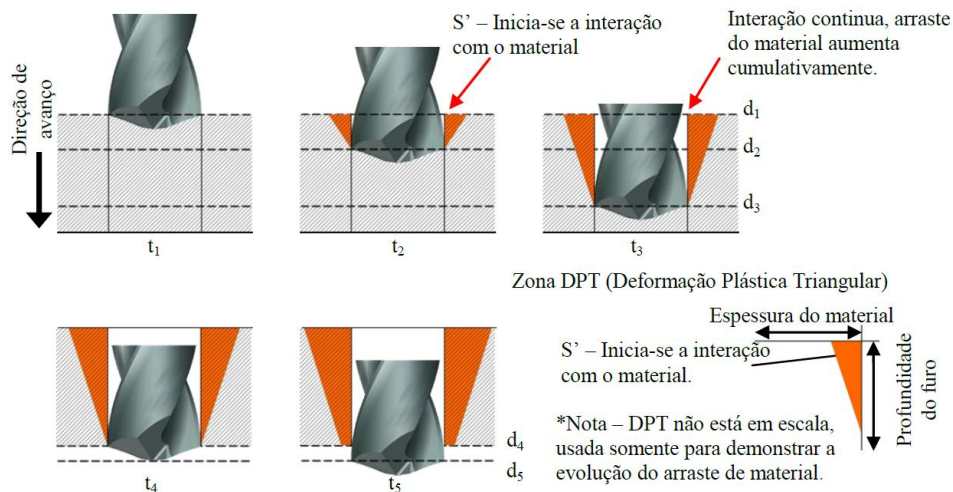 S’ – Inicia-se a interação
com o material
Interação continua, arraste
do material aumenta
cumulativamente.
Direção de
avanço
d1
d2
d3
t1
t2
t3
Zona DPT (Deformação Plástica Triangular)
Espessura do material
S’ – Inicia-se a interação
com o material.
Profundidade
do furo
*Nota – DPT não está em escala,
usada somente para demonstrar a
evolução do arraste de material.
d4
d5
t4
t5